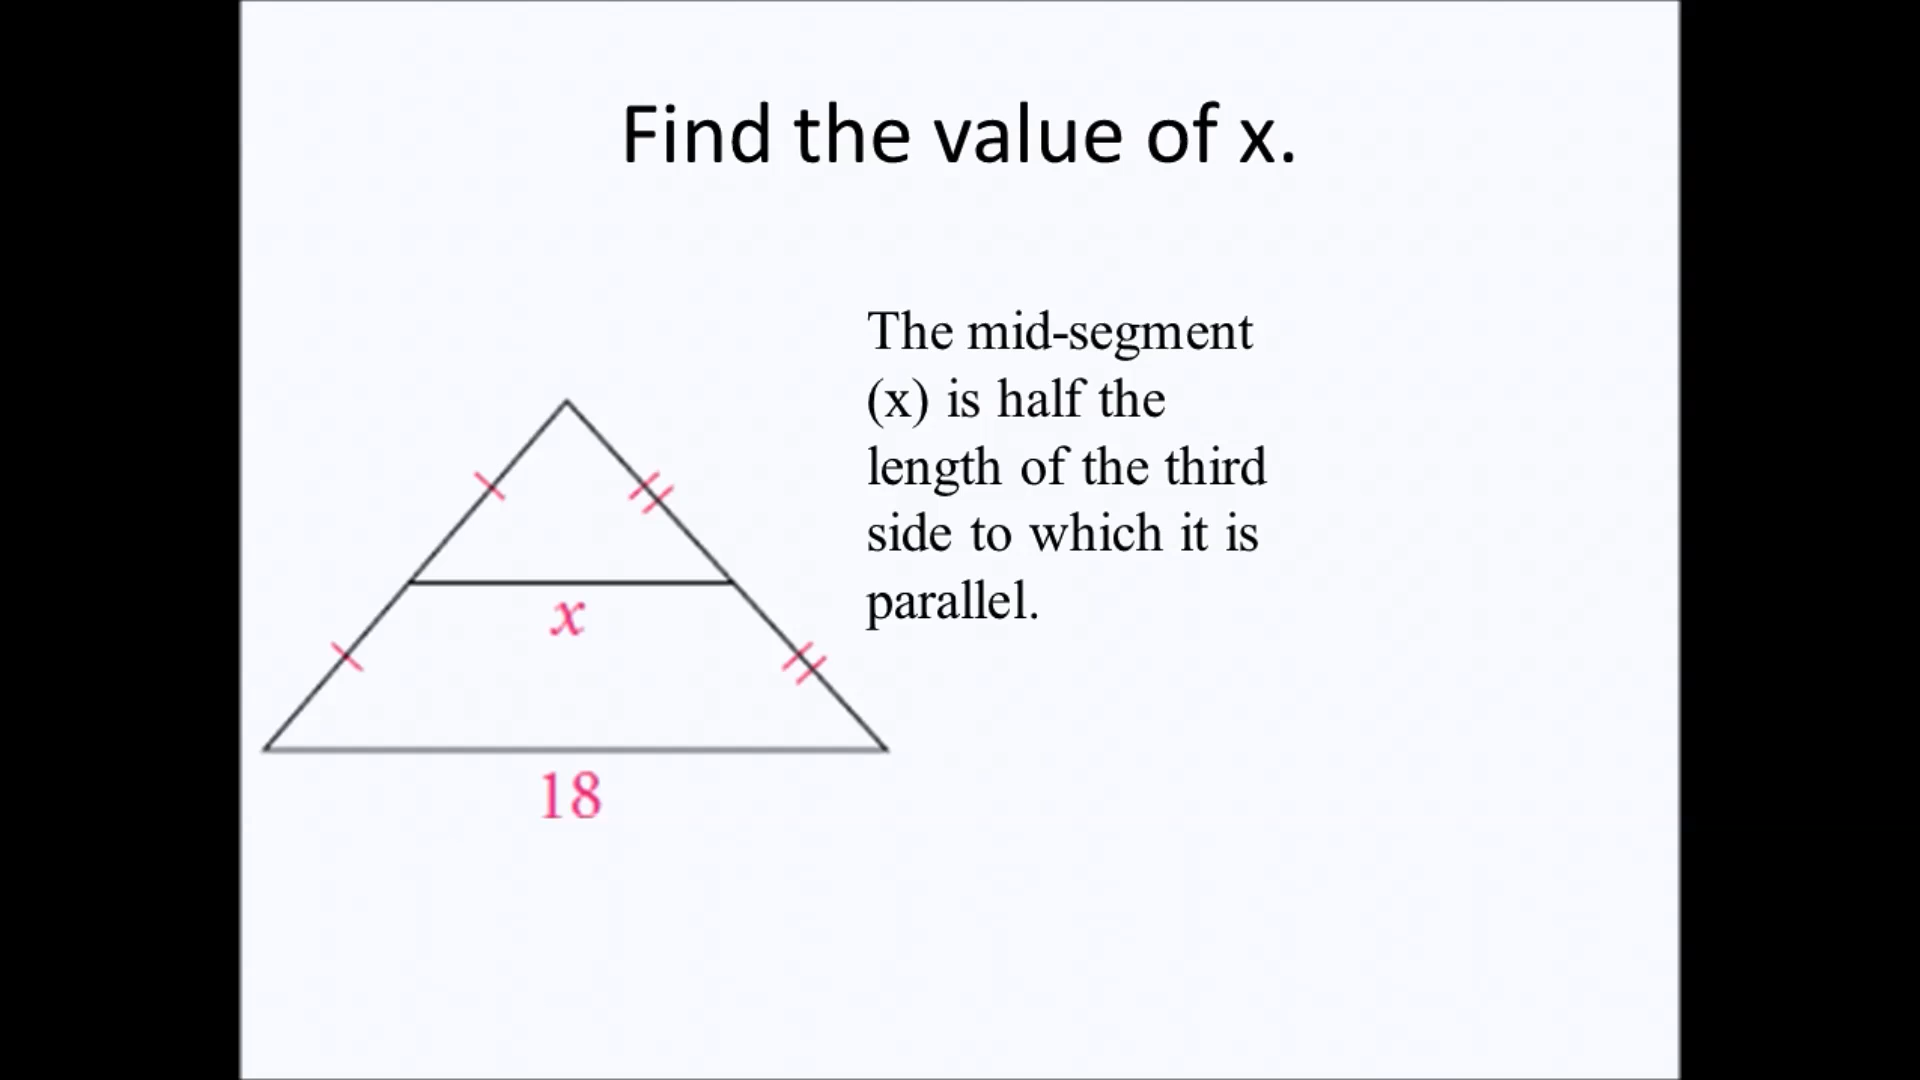 Find the value of x.
The mid-segment
(x) is half the
length of the third
side to which it is
parallel.
x
18